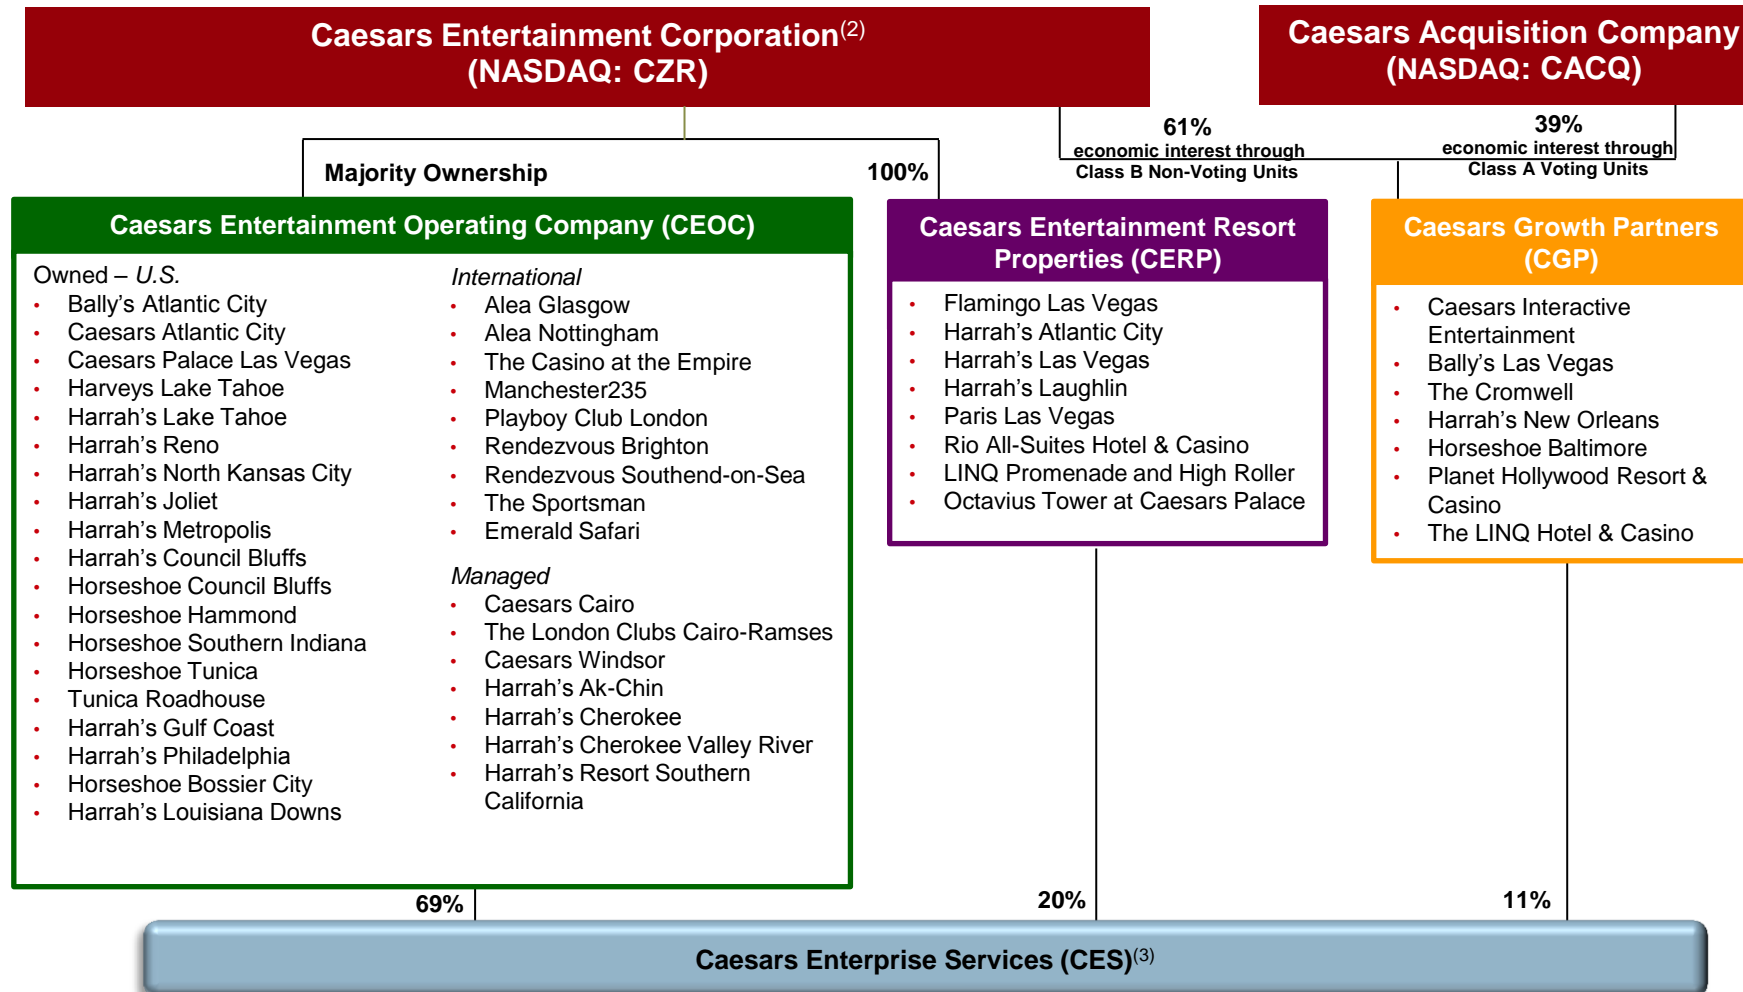 Caesars Entertainment Corporation(2)
(NASDAQ: CZR)
Caesars Acquisition Company
(NASDAQ: CACQ)
61%
economic interest through
Class B Non-Voting Units
39%
economic interest through
Class A Voting Units
Majority Ownership
100%
Caesars Entertainment Operating Company (CEOC)
Owned – U.S.
• Bally’s Atlantic City
• Caesars Atlantic City
• Caesars Palace Las Vegas
• Harveys Lake Tahoe
• Harrah’s Lake Tahoe
• Harrah’s Reno
• Harrah’s North Kansas City
• Harrah’s Joliet
• Harrah’s Metropolis
• Harrah’s Council Bluffs
• Horseshoe Council Bluffs
• Horseshoe Hammond
• Horseshoe Southern Indiana
• Horseshoe Tunica
• Tunica Roadhouse
• Harrah’s Gulf Coast
• Harrah’s Philadelphia
• Horseshoe Bossier City
• Harrah’s Louisiana Downs
International
• Alea Glasgow
• Alea Nottingham
• The Casino at the Empire
• Manchester235
• Playboy Club London
• Rendezvous Brighton
• Rendezvous Southend-on-Sea
• The Sportsman
• Emerald Safari
Managed
• Caesars Cairo
• The London Clubs Cairo-Ramses
• Caesars Windsor
• Harrah’s Ak-Chin
• Harrah’s Cherokee
• Harrah’s Cherokee Valley River
• Harrah’s Resort Southern
California
Caesars Entertainment Resort
Properties (CERP)
• Flamingo Las Vegas
• Harrah’s Atlantic City
• Harrah’s Las Vegas
• Harrah’s Laughlin
• Paris Las Vegas
• Rio All-Suites Hotel & Casino
• LINQ Promenade and High Roller
• Octavius Tower at Caesars Palace
Caesars Growth Partners
(CGP)
• Caesars Interactive
Entertainment
• Bally’s Las Vegas
• The Cromwell
• Harrah’s New Orleans
• Horseshoe Baltimore
• Planet Hollywood Resort &
Casino
• The LINQ Hotel & Casino
69%
20%
11%
Caesars Enterprise Services (CES)(3)